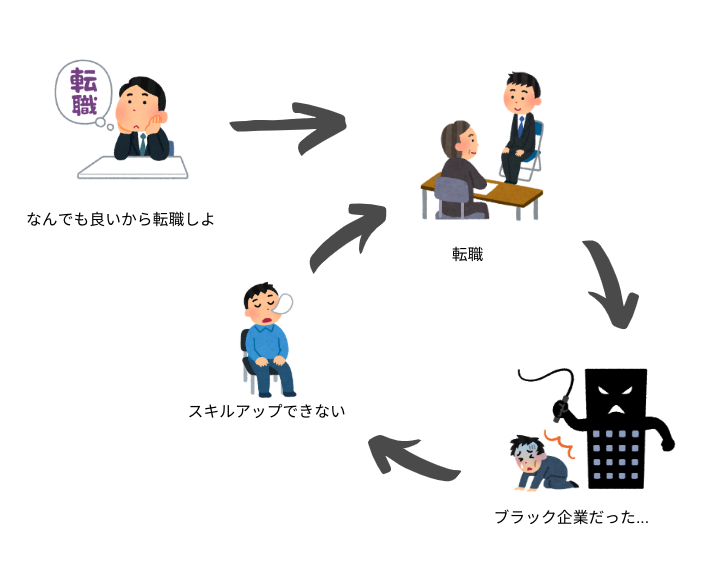 転
職
なんでも良いから転職しよ
転職
スキルアップできない
ブラック企業だった...